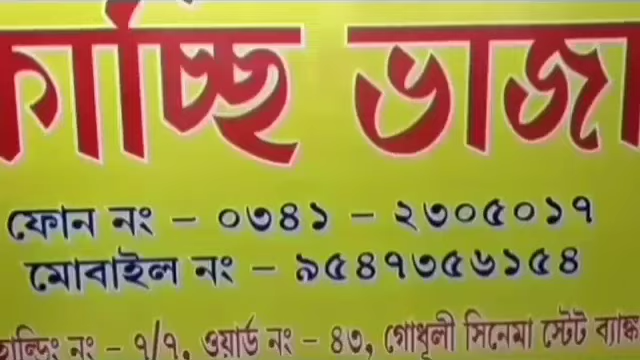 কাচ্ছি ভাজা
ফোন নং – ০৩৪১ – ২৩০৫০১৭
মোবাইল নং – ৯৫৪৭৩৫৬১৫৪
নং – ৭/৭, ওয়ার্ড নং – ৪৩, গোধুলী সিনেমা স্টেট ব্যাঙ্ক